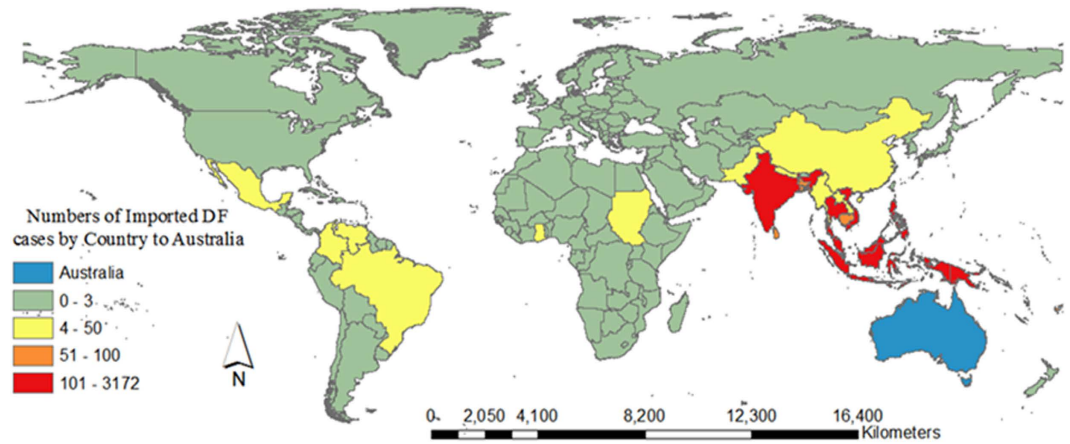 Numbers of Imported DF
cases by Country to Australia
Australia
0 - 3
4 - 50
51 - 100
101 - 3172
N
0 2,050 4,100 8,200 12,300 16,400
Kilometers